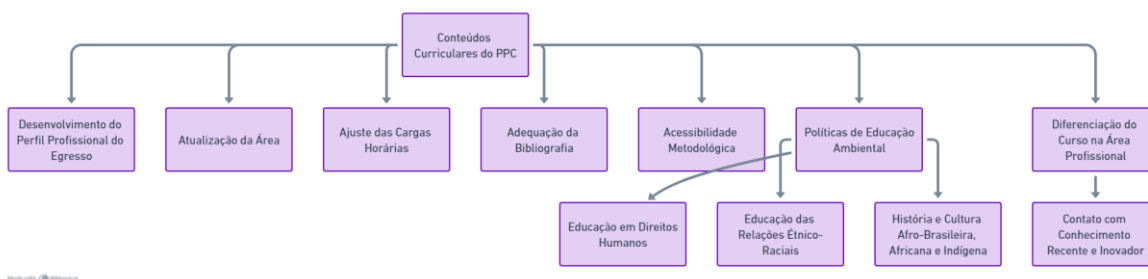 Conteúdos
Curriculares do PPC
Desenvolvimento do
Perfil Profissional do
Egresso
Atualização da Área
Ajuste das Cargas
Horárias
Adequação da
Bibliografia
Acessibilidade
Metodológica
Políticas de Educação
Ambiental
Diferenciação do
Curso na Área
Profissional
Educação em Direitos
Humanos
Educação das
Relações Étnico-
Raciais
História e Cultura
Afro-Brasileira,
Africana e Indígena
Contato com
Conhecimento
Recente e Inovador
Made with